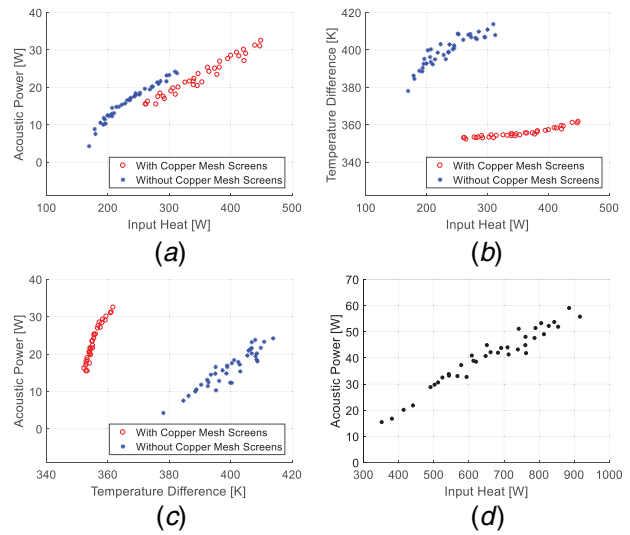 40
30
20
10
0
Acoustic Power [W]
With Copper Mesh Screens
Without Copper Mesh Screens
100 200 300 400 500
Input Heat [W]
(a)
420
400
380
360
340
Temperature Difference [K]
With Copper Mesh Screens
Without Copper Mesh Screens
100 200 300 400 500
Input Heat [W]
(b)
40
30
20
10
0
Acoustic Power [W]
With Copper Mesh Screens
Without Copper Mesh Screens
340 360 380 400 420
Temperature Difference [K]
(c)
70
60
50
40
30
20
10
0
Acoustic Power [W]
300 400 500 600 700 800 900 1000
Input Heat [W]
(d)